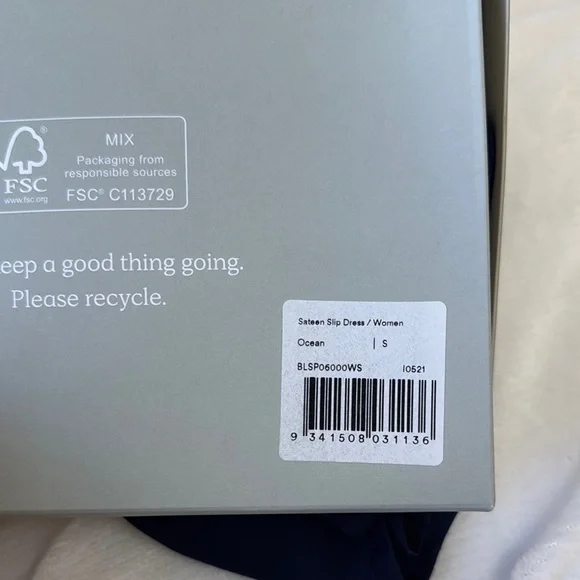 MIX
Packaging from
responsible sources
FSC® C113729
®
FSC
www.fsc.org
eep a good thing going.
Please recycle.
Sateen Slip Dress / Women
Ocean | S
BLSP06000WS I0521
9 341508 031136